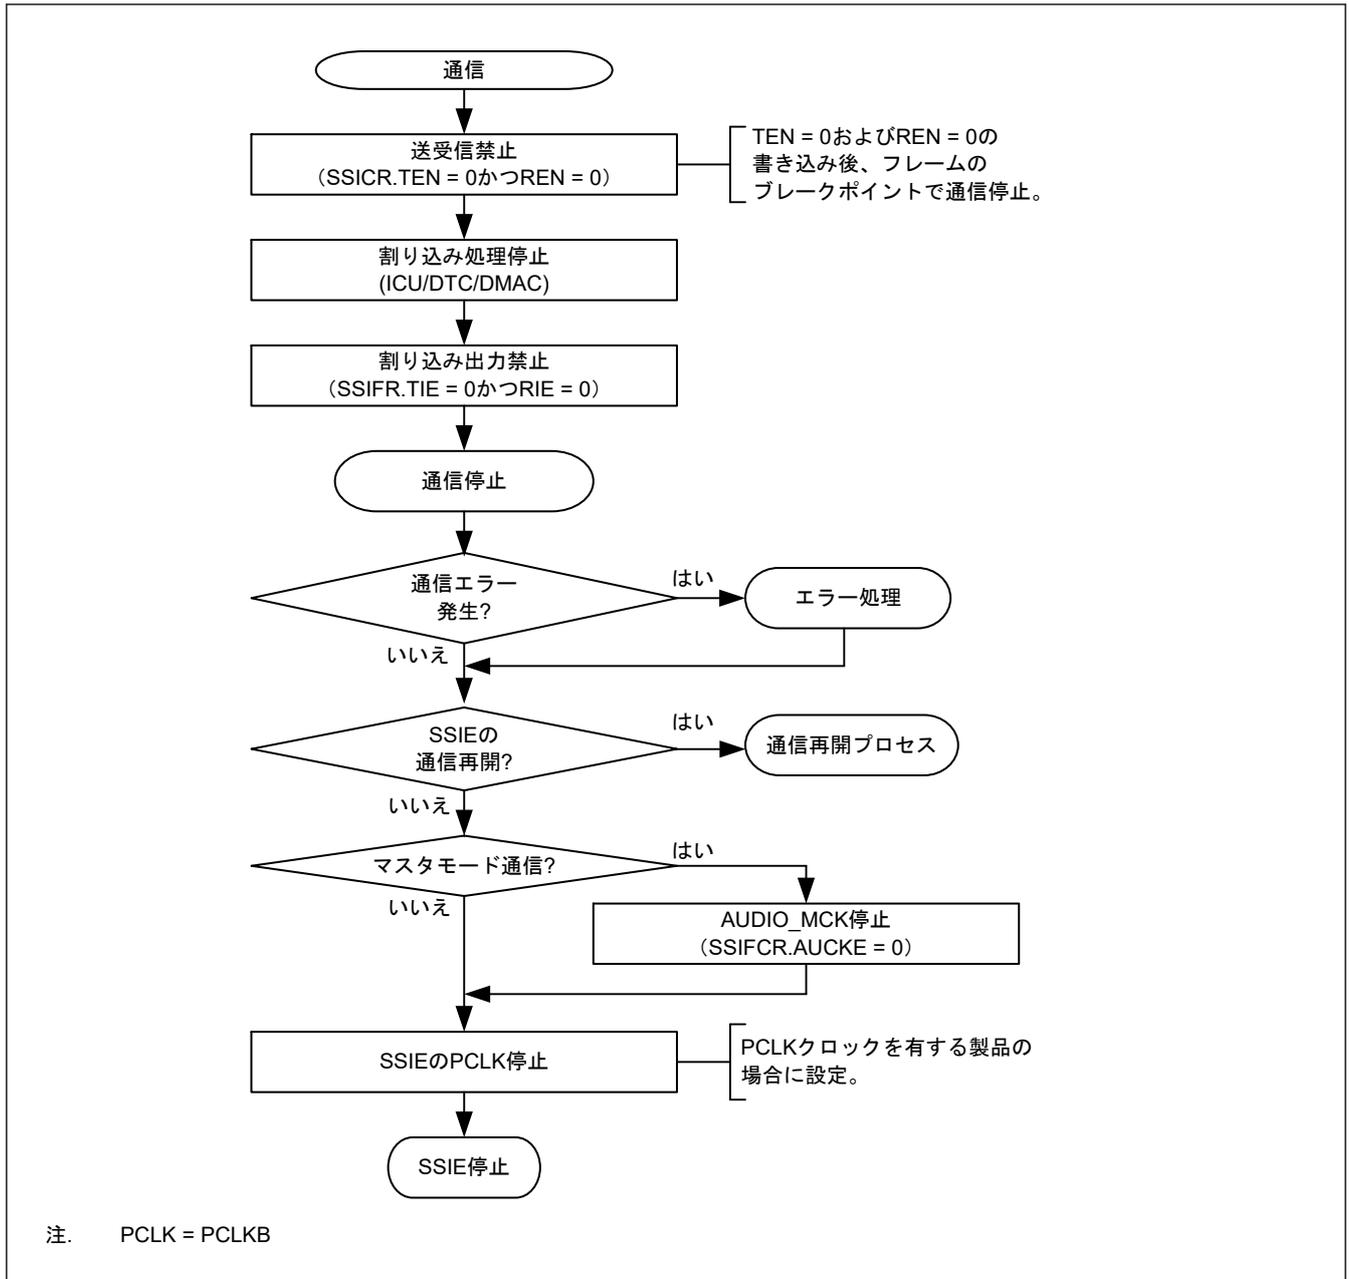 通信
送受信禁止
（SSICR.TEN = 0かつREN = 0）
TEN = 0およびREN = 0の
書き込み後、フレームの
ブレークポイントで通信停止。
割り込み処理停止
(ICU/DTC/DMAC)
割り込み出力禁止
（SSIFR.TIE = 0かつRIE = 0）
通信停止
通信エラー
発生?
はい
エラー処理
いいえ
SSIEの
通信再開?
はい
通信再開プロセス
いいえ
マスタモード通信?
はい
いいえ
AUDIO_MCK停止
（SSIFCR.AUCKE = 0）
SSIEのPCLK停止
PCLKクロックを有する製品の
場合に設定。
SSIE停止
注. PCLK = PCLKB